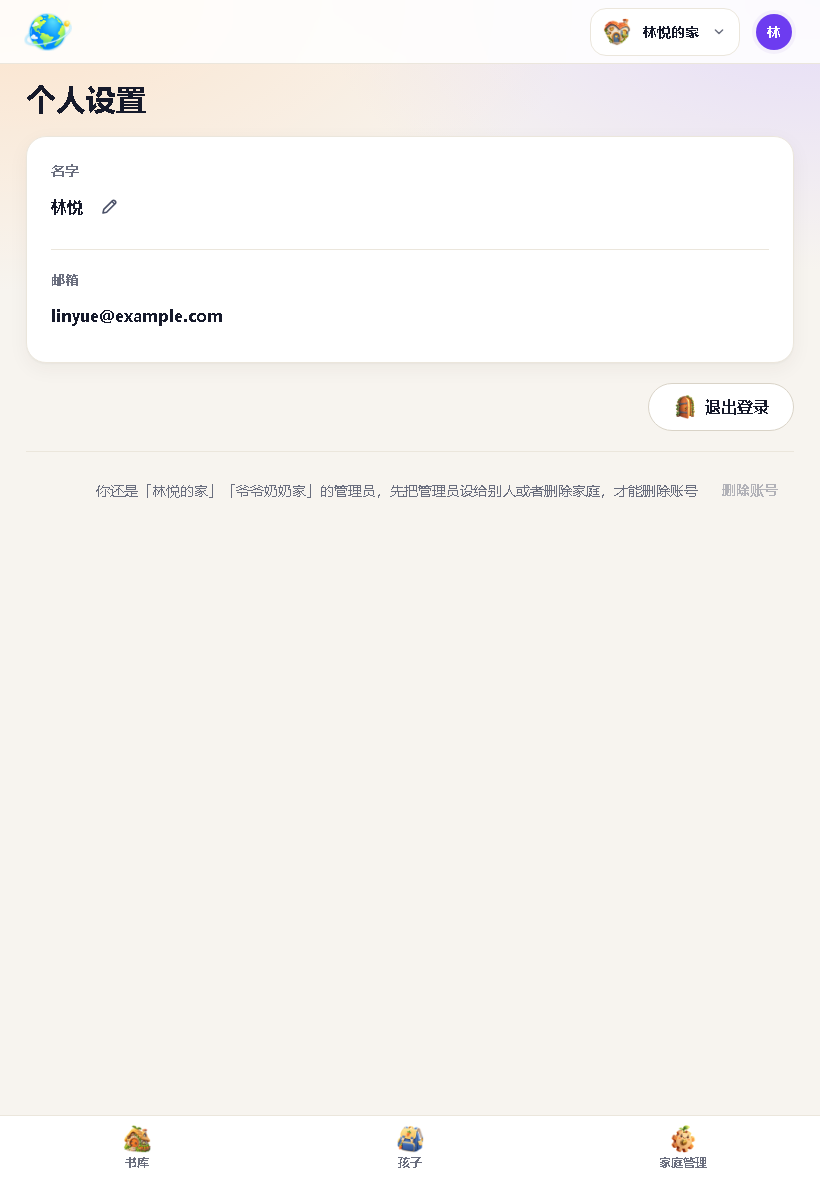 林悦的家
林
个人设置
名字
林悦
邮箱
linyue@example.com
退出登录
你还是「林悦的家」「爷爷奶奶家」的管理员，先把管理员设给别人或者删除家庭，才能删除账号 删除账号
书库
孩子
家庭管理